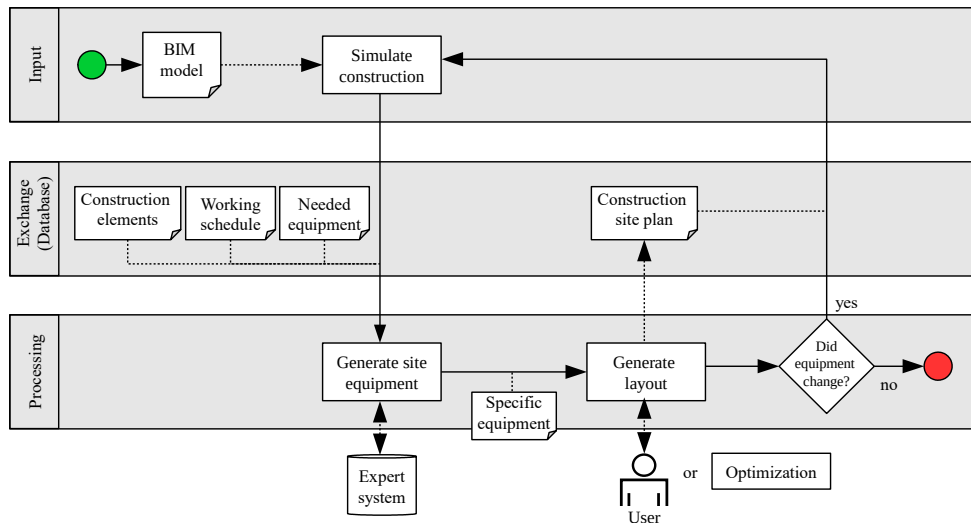 Input
BIM
model
Simulate
construction
Exchange
(Database)
Construction
elements
Working
schedule
Needed
equipment
Construction
site plan
yes
Processing
Generate site
equipment
Specific
equipment
Generate
layout
Did
equipment
change?
no
Expert
system
User
or
Optimization